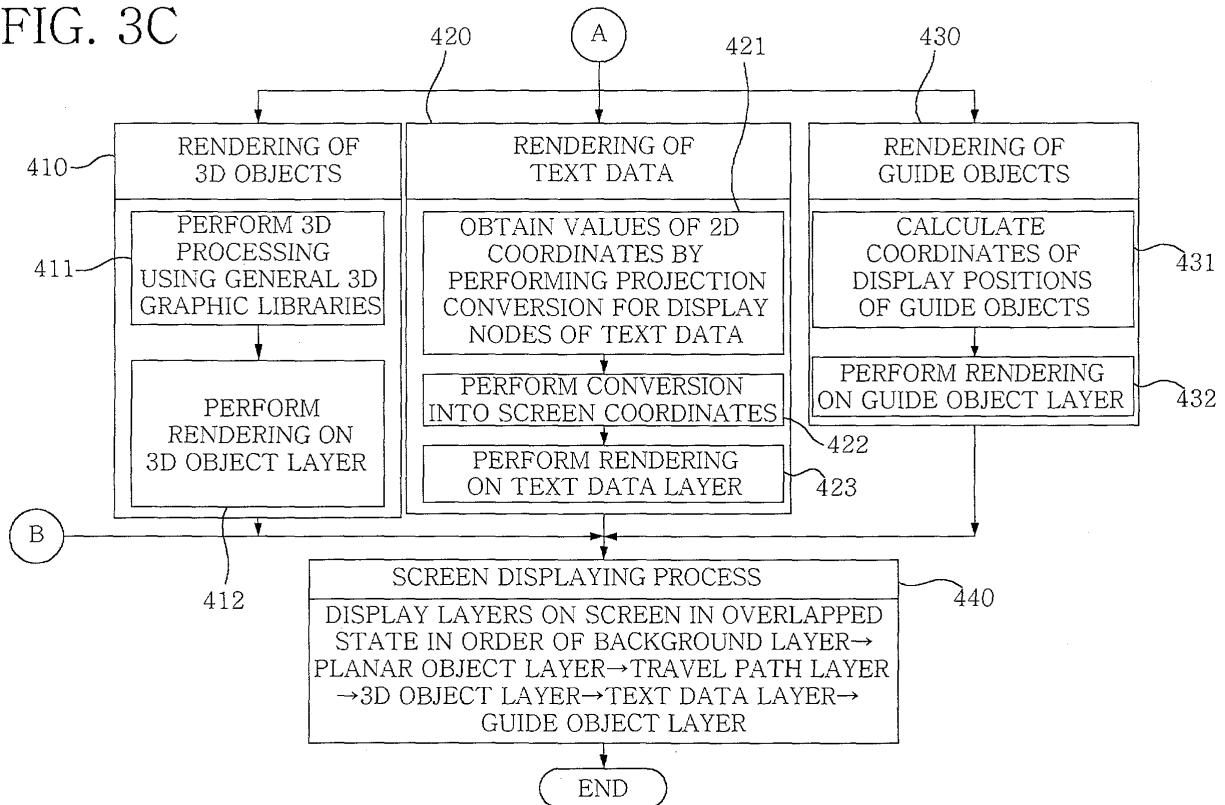 FIG. 3C
A
420
421
430
410
RENDERING OF
3D OBJECTS
RENDERING OF
TEXT DATA
RENDERING OF
GUIDE OBJECTS
411
PERFORM 3D
PROCESSING
USING GENERAL 3D
GRAPHIC LIBRARIES
OBTAIN VALUES OF 2D
COORDINATES BY
PERFORMING PROJECTION
CONVERSION FOR DISPLAY
NODES OF TEXT DATA
CALCULATE
COORDINATES OF
DISPLAY POSITIONS
OF GUIDE OBJECTS
431
PERFORM
RENDERING ON
3D OBJECT LAYER
PERFORM CONVERSION
INTO SCREEN COORDINATES
422
PERFORM RENDERING
ON GUIDE OBJECT LAYER
432
PERFORM RENDERING
ON TEXT DATA LAYER
423
B
412
SCREEN DISPLAYING PROCESS
440
DISPLAY LAYERS ON SCREEN IN OVERLAPPED
STATE IN ORDER OF BACKGROUND LAYER→
PLANAR OBJECT LAYER→TRAVEL PATH LAYER
→3D OBJECT LAYER→TEXT DATA LAYER→
GUIDE OBJECT LAYER
END